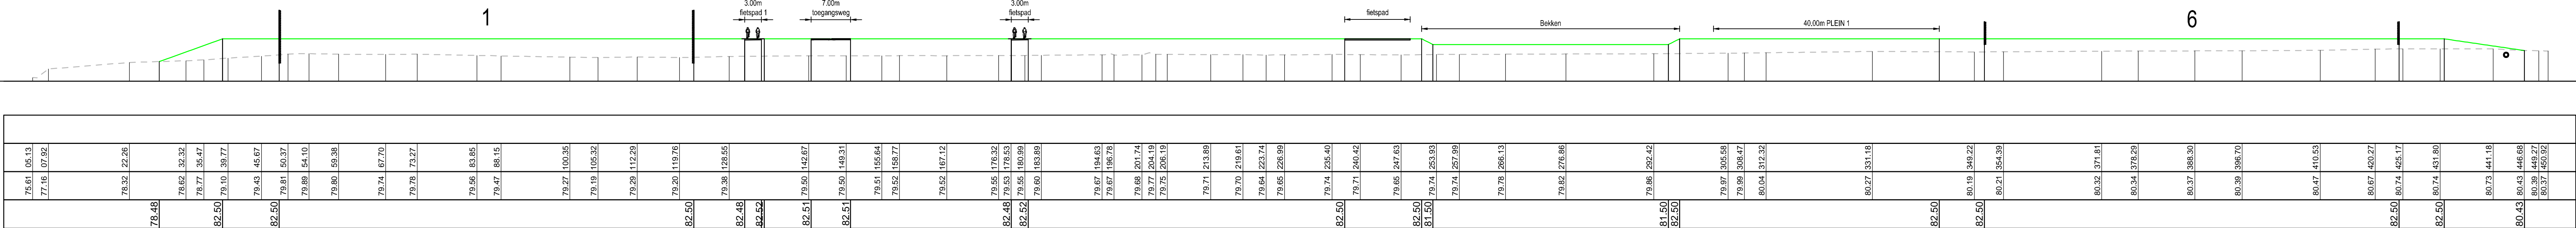 3.00m
fietspad 1
7.00m
toegangsweg
3.00m
fietspad
fietspad
1
Bekken
40.00m PLEIN 1
6
05.13 07.92 22.26 32.32 35.47 39.77 45.67 50.37 54.10 59.38 67.70 73.27 83.85 88.15 100.35 105.32 112.29 119.76 128.55 142.67 149.31 155.64 158.77 167.12 176.32 178.53 180.99 183.89 194.63 196.78 201.74 204.19 206.19 213.89 219.61 223.74 226.99 235.40 240.42 247.63 253.93 257.99 266.13 276.86 292.42 305.58 308.47 312.32 331.18 349.22 354.39 371.81 378.29 388.30 396.70 410.53 420.27 425.17 431.80 441.18 446.68 449.27 450.92
75.61 77.16 78.32 78.62 78.77 79.10 79.43 79.81 79.89 79.80 79.74 79.78 79.56 79.47 79.27 79.19 79.29 79.20 79.38 79.50 79.50 79.51 79.52 79.52 79.55 79.53 79.55 79.60 79.67 79.67 79.68 79.77 79.75 79.71 79.70 79.64 79.65 79.74 79.71 79.65 79.74 79.74 79.78 79.82 79.86 79.97 79.99 80.04 80.27 80.19 80.21 80.32 80.34 80.37 80.39 80.47 80.67 80.74 80.74 80.73 80.43 80.39 80.37
78.48 82.50 82.50 82.50 82.48 82.52 82.51 82.51 82.48 82.52 82.50 82.50 81.50 81.50 82.50 82.50 82.50 82.50 82.50 80.43